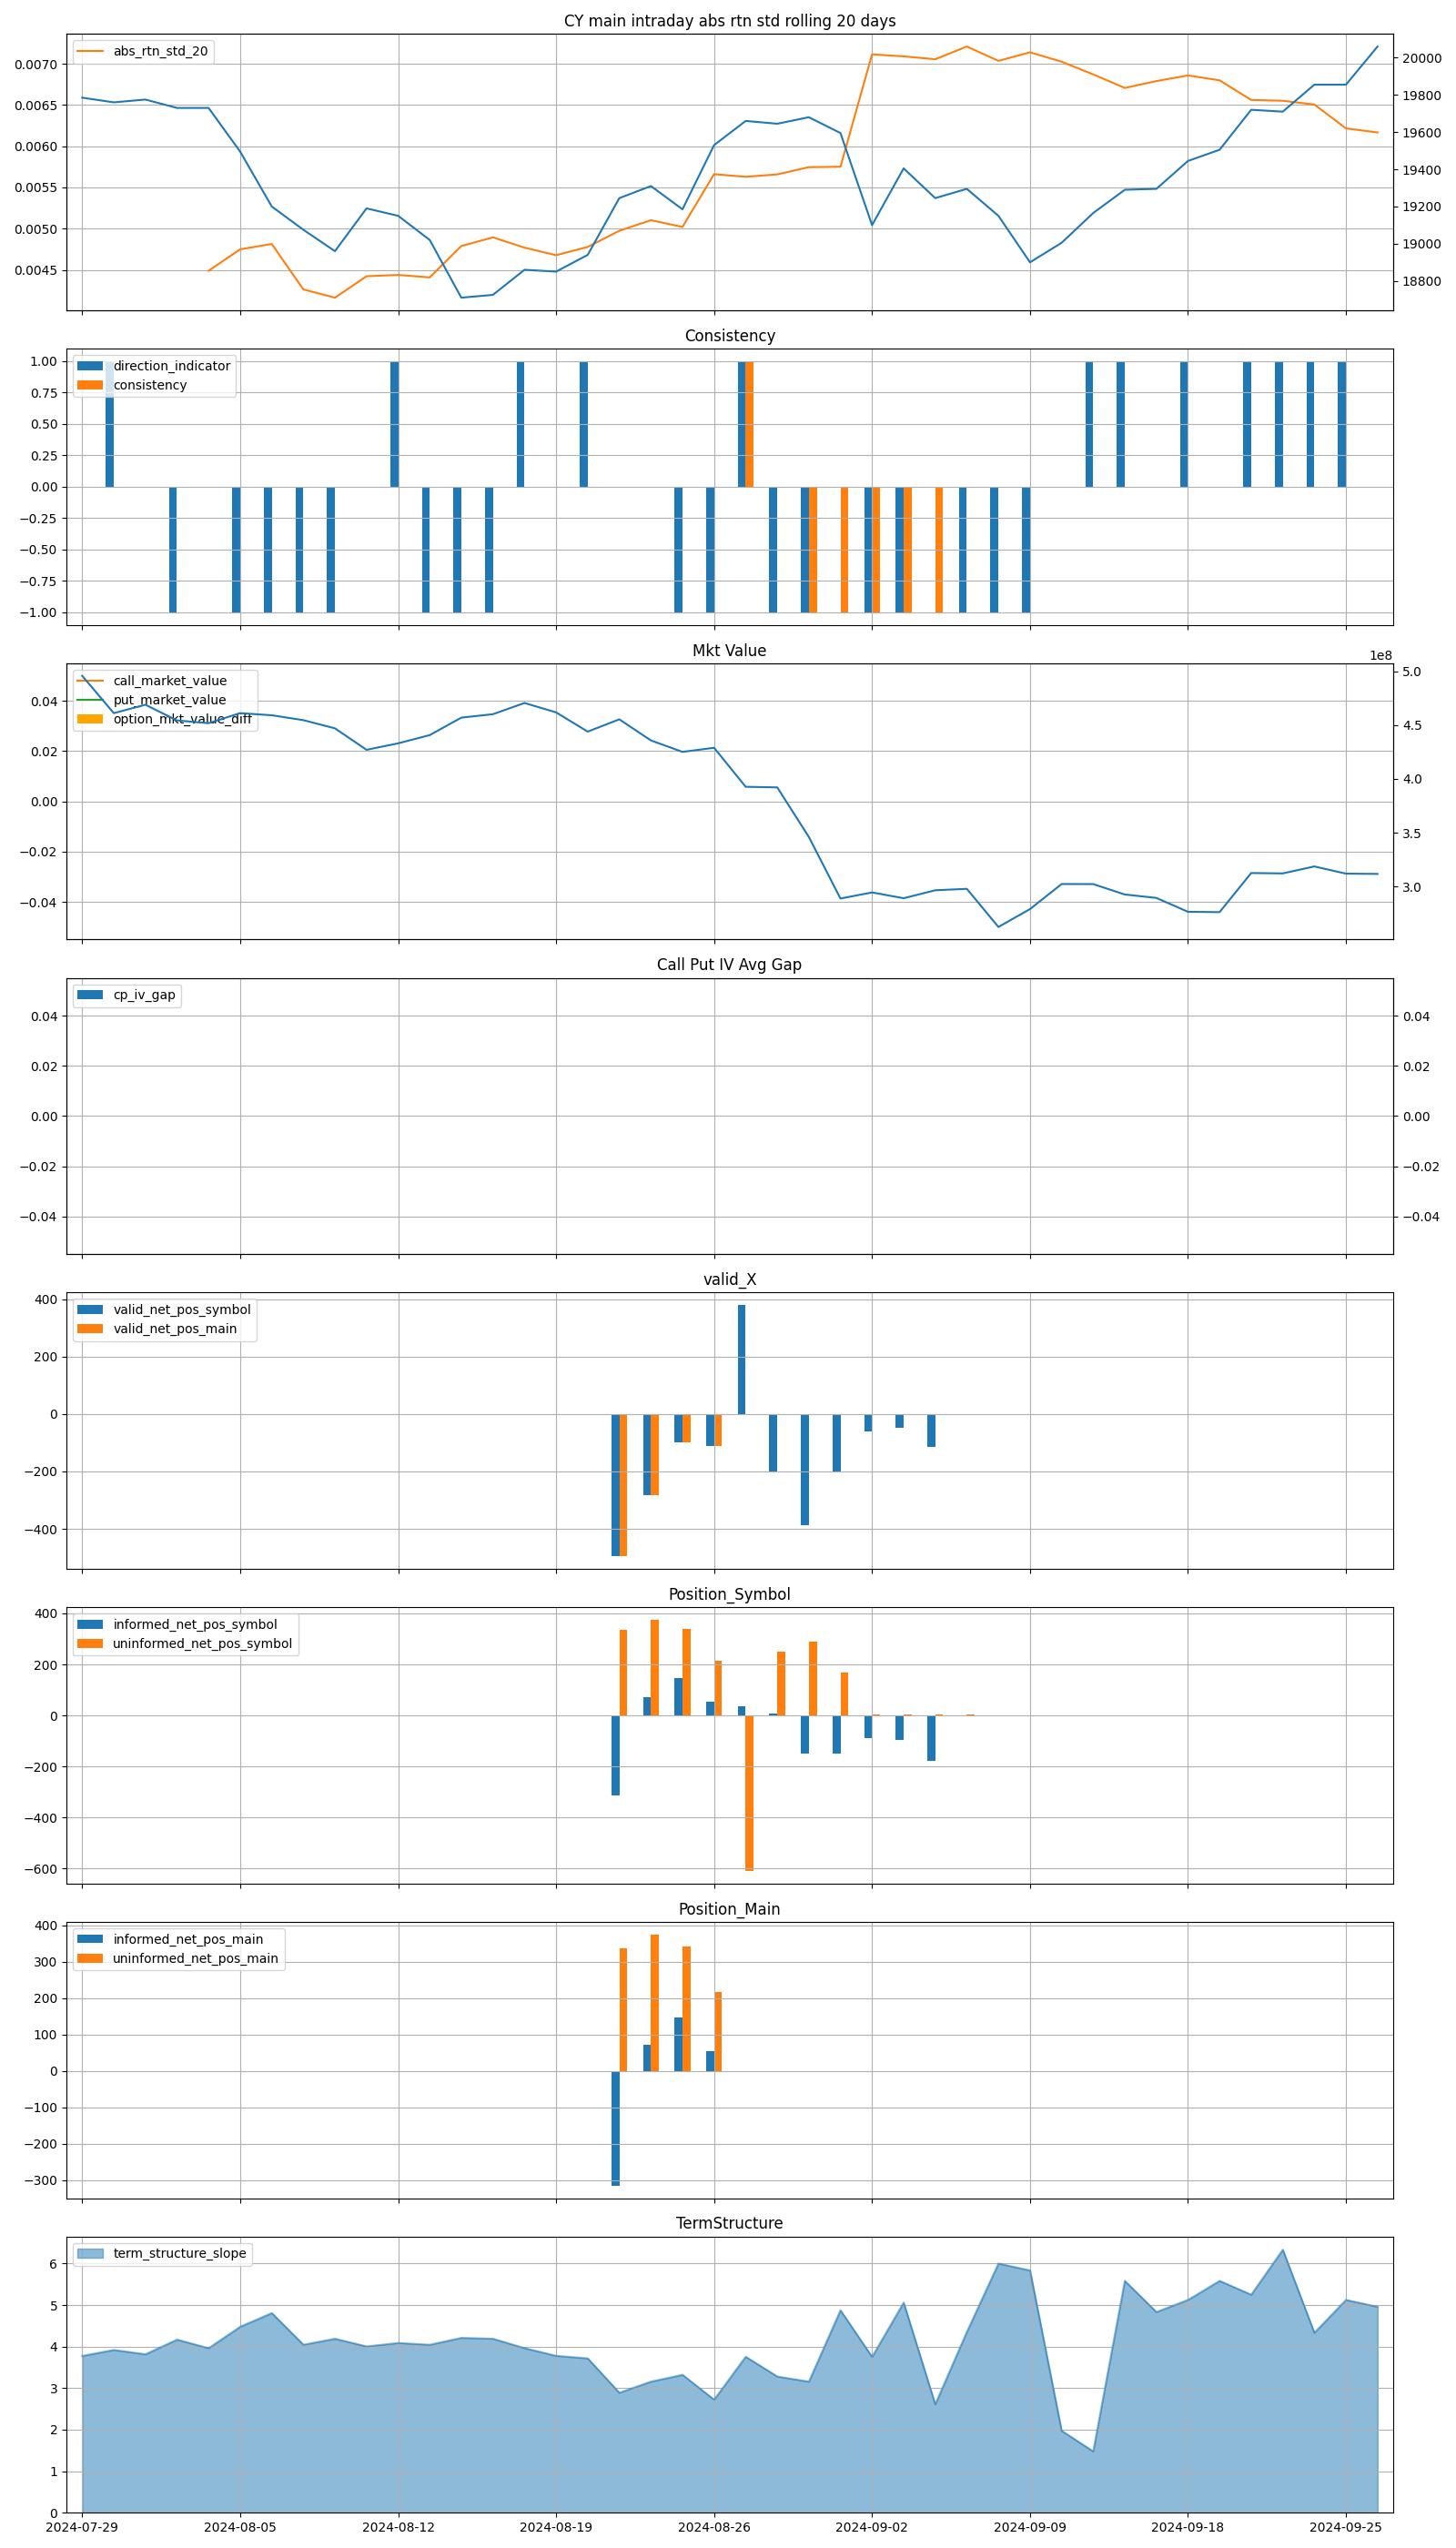 CY main intraday abs rtn std rolling 20 days
abs_rtn_std_20
0.0070
0.0065
0.0060
0.0055
0.0050
0.0045
20000
19800
19600
19400
19200
19000
18800
Consistency
direction_indicator
consistency
1.00
0.75
0.50
0.25
0.00
−0.25
−0.50
−0.75
−1.00
Mkt Value
1e8
call_market_value
put_market_value
option_mkt_value_diff
0.04
0.02
0.00
−0.02
−0.04
5.0
4.5
4.0
3.5
3.0
Call Put IV Avg Gap
cp_iv_gap
0.04
0.02
0.00
−0.02
−0.04
0.04
0.02
0.00
−0.02
−0.04
valid_X
valid_net_pos_symbol
valid_net_pos_main
400
200
0
−200
−400
Position_Symbol
informed_net_pos_symbol
uninformed_net_pos_symbol
400
200
0
−200
−400
−600
Position_Main
informed_net_pos_main
uninformed_net_pos_main
400
300
200
100
0
−100
−200
−300
TermStructure
term_structure_slope
6
5
4
3
2
1
0
2024-07-29 2024-08-05 2024-08-12 2024-08-19 2024-08-26 2024-09-02 2024-09-09 2024-09-18 2024-09-25